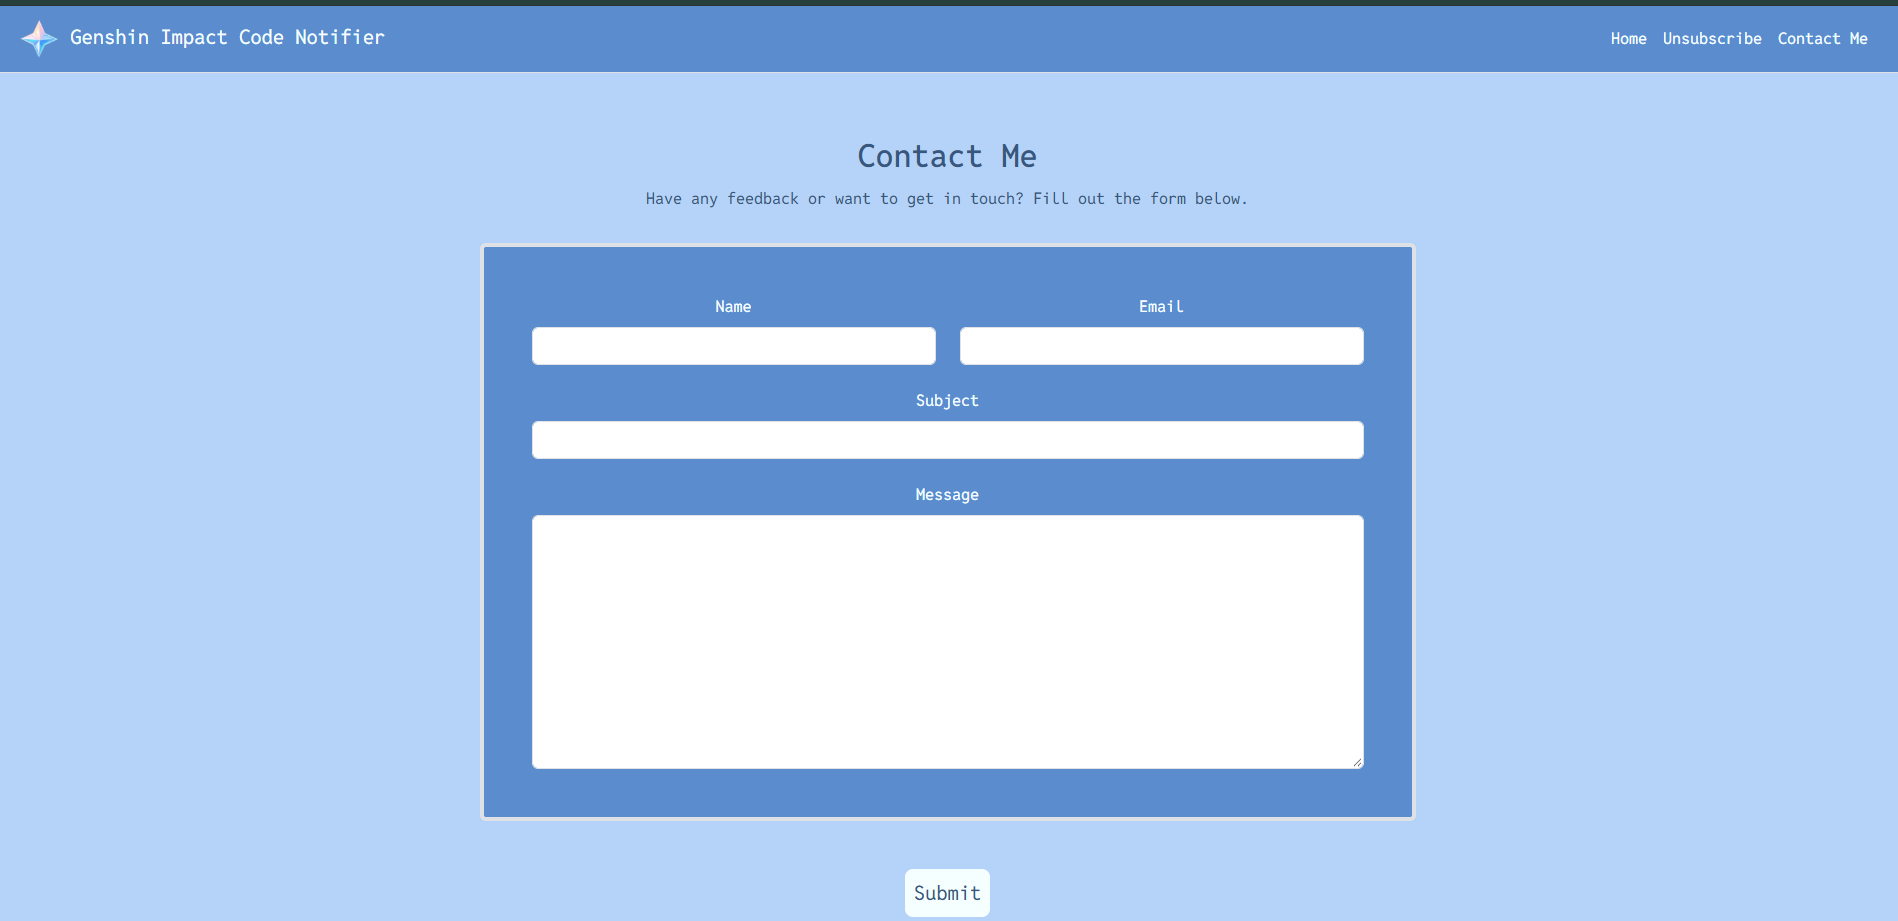 Genshin Impact Code Notifier
Home Unsubscribe Contact Me
Contact Me
Have any feedback or want to get in touch? Fill out the form below.
Name
Email
Subject
Message
Submit